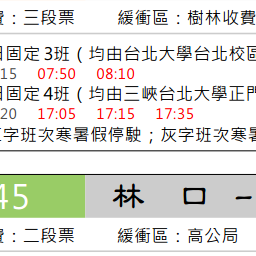 費：三段票 緩衝區：樹林收費
日固定3班（均由台北大學台北校區
15 07:50 08:10
日固定4班（均由三峽台北大學正門
20 17:05 17:15 17:35
字班次寒暑假停駛；灰字班次寒暑
45 林 口 -
費：二段票 緩衝區：高公局